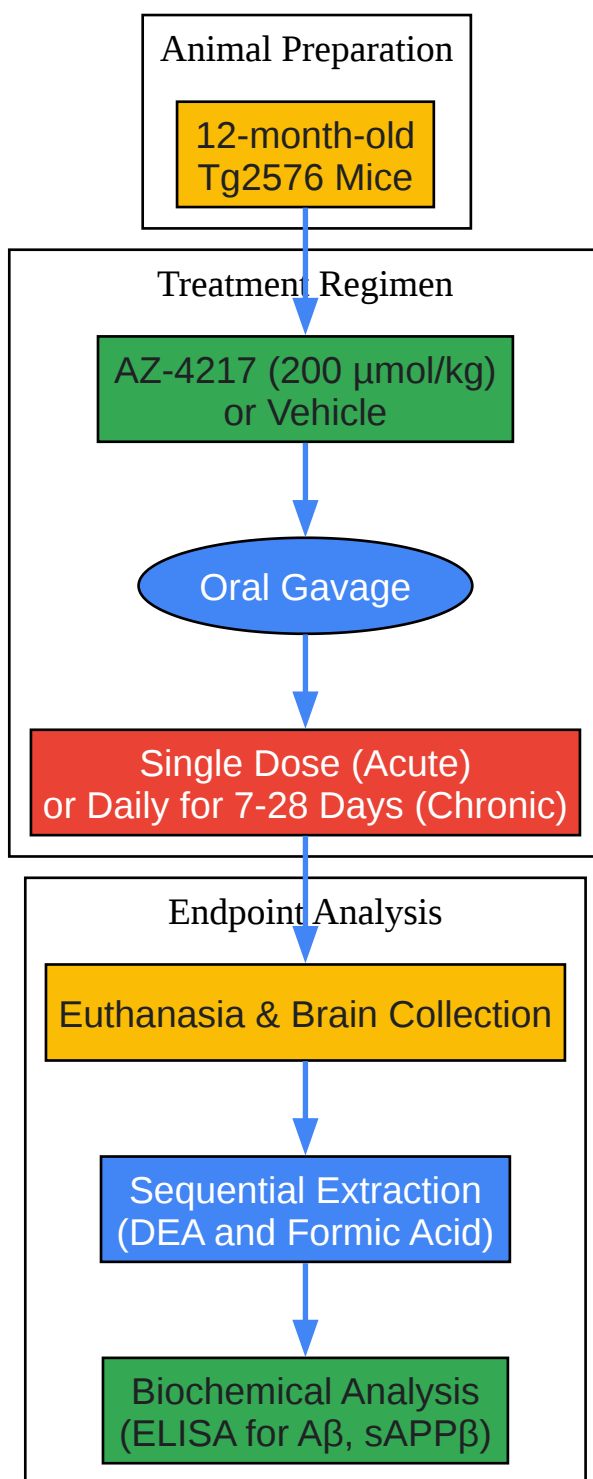 Animal Preparation
12-month-old
Tg2576 Mice
Treatment Regimen
AZ-4217 (200 µmol/kg)
or Vehicle
Oral Gavage
Single Dose (Acute)
or Daily for 7-28 Days (Chronic)
Endpoint Analysis
Euthanasia & Brain Collection
Sequential Extraction
(DEA and Formic Acid)
Biochemical Analysis
(ELISA for Aβ, sAPPβ)